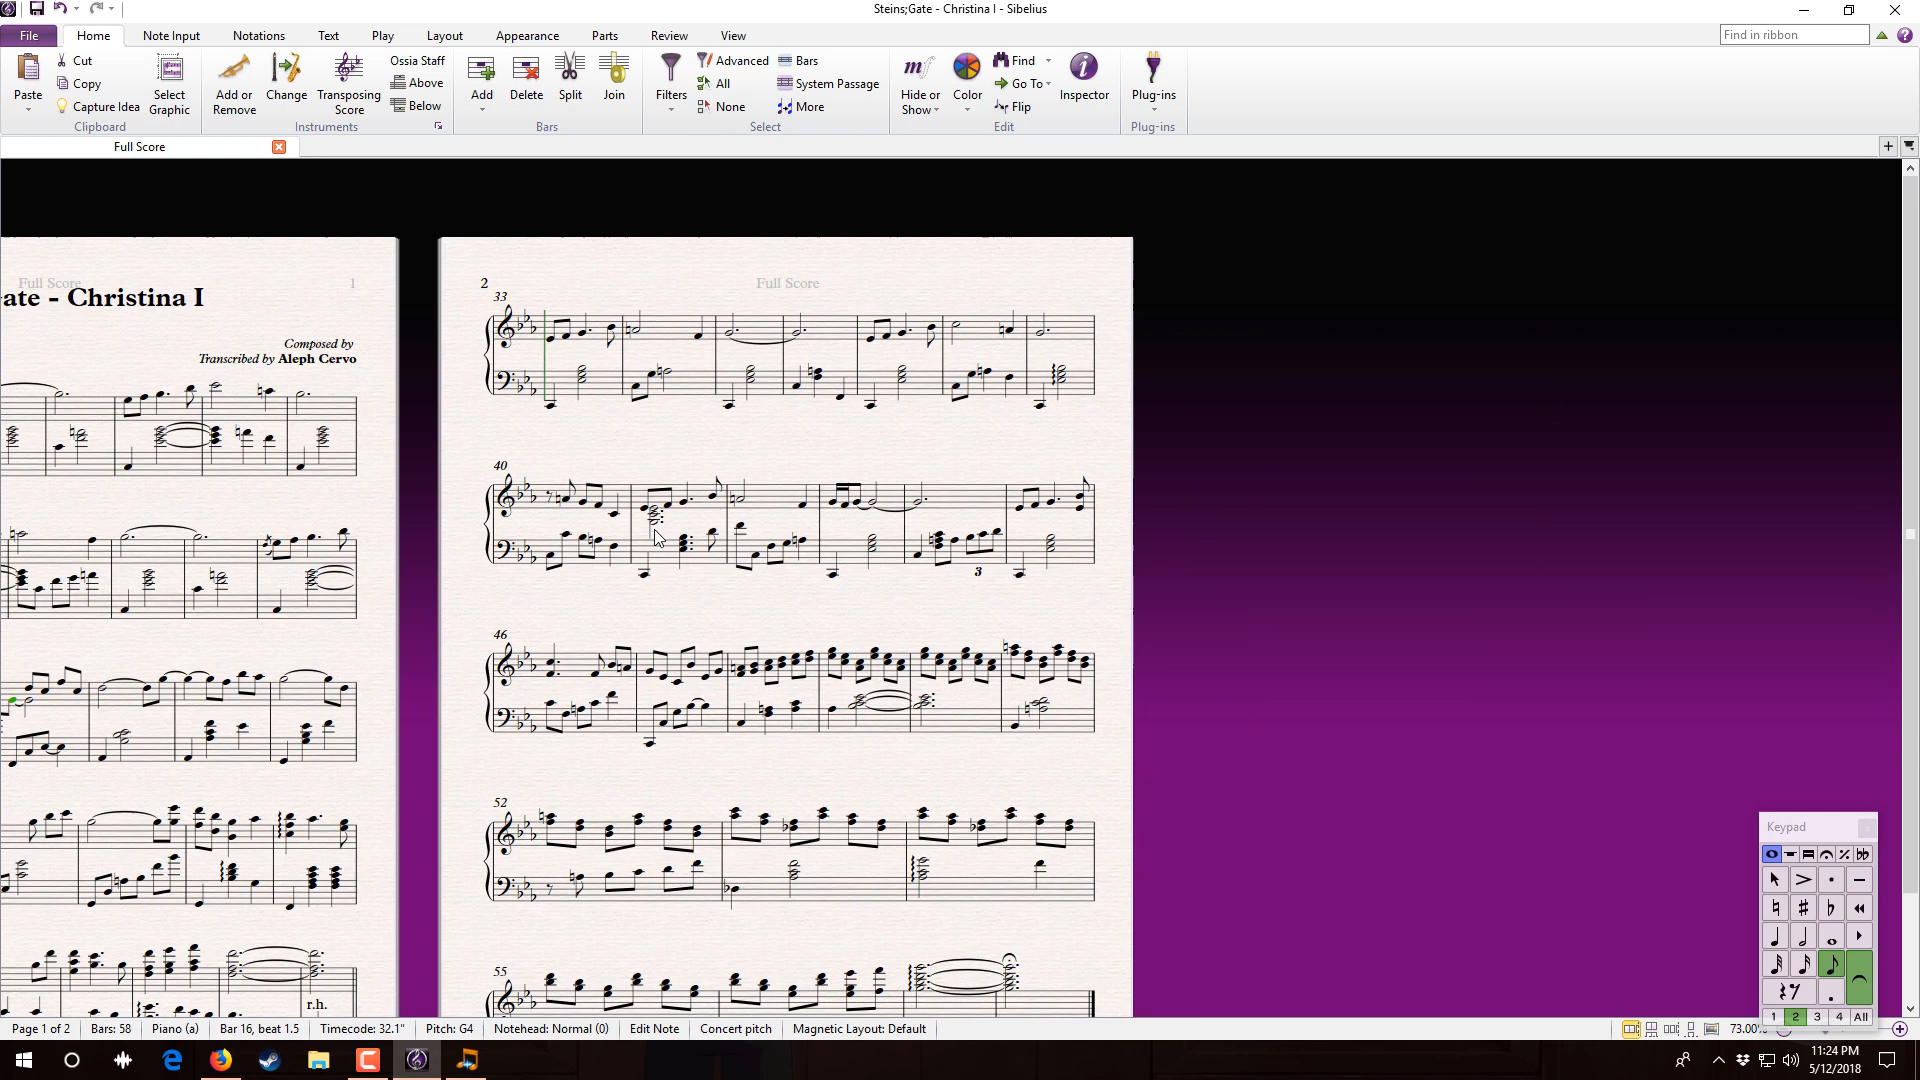 Steins;Gate - Christina I - Sibelius
File Home Note Input Notations Text Play Layout Appearance Parts Review View
Find in ribbon
Paste
Cut
Copy
Capture Idea
Select Graphic
Clipboard
Add or Remove
Change
Transposing Score
Ossia Staff
Above
Below
Instruments
Add
Delete
Split
Join
Bars
Filters
Advanced
All
None
Bars
System Passage
More
Select
Hide or Show
Color
Find
Go To
Flip
Inspector
Edit
Plug-ins
Plug-ins
Full Score
Full Score 1
ate - Christina I
Composed by
Transcribed by Aleph Cervo
r.h.
2 Full Score
33
40
3
46
52
55
Keypad
1 2 3 4 All
Page 1 of 2 Bars: 58 Piano (a) Bar 16, beat 1.5 Timecode: 32.1" Pitch: G4 Notehead: Normal (0) Edit Note Concert pitch Magnetic Layout: Default 73.00%
11:24 PM
5/12/2018